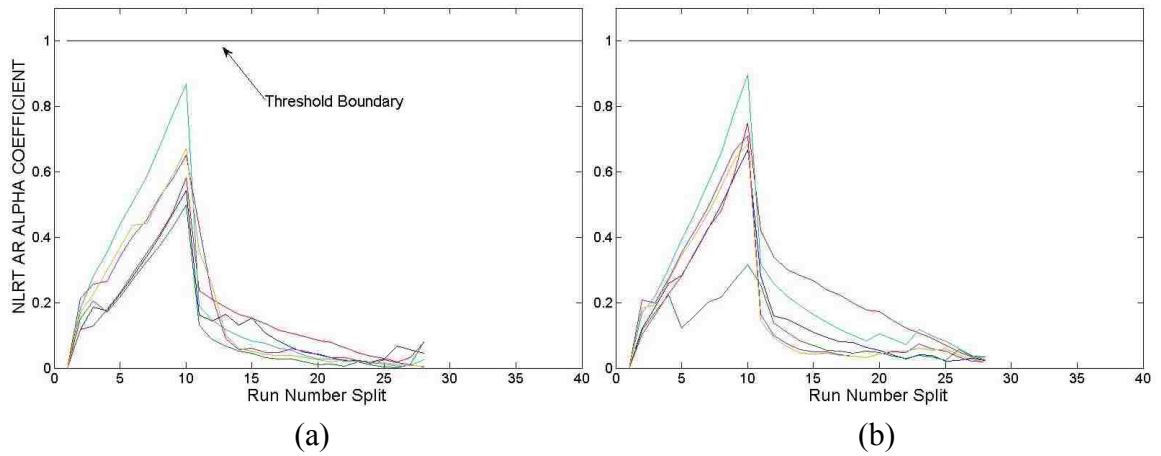 NLRT AR ALPHA COEFFICIENT
1
0.8
0.6
0.4
0.2
0
0 5 10 15 20 25 30 35 40
Run Number Split
Threshold Boundary
(a)
1
0.8
0.6
0.4
0.2
0
0 5 10 15 20 25 30 35 40
Run Number Split
(b)